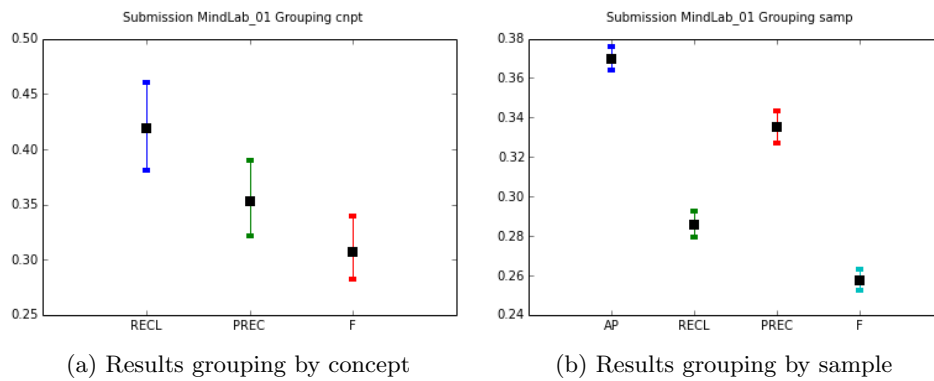 Submission MindLab_01 Grouping cnpt
0.50
0.45
0.40
0.35
0.30
0.25
RECL PREC F
(a) Results grouping by concept
Submission MindLab_01 Grouping samp
0.38
0.36
0.34
0.32
0.30
0.28
0.26
0.24
AP RECL PREC F
(b) Results grouping by sample